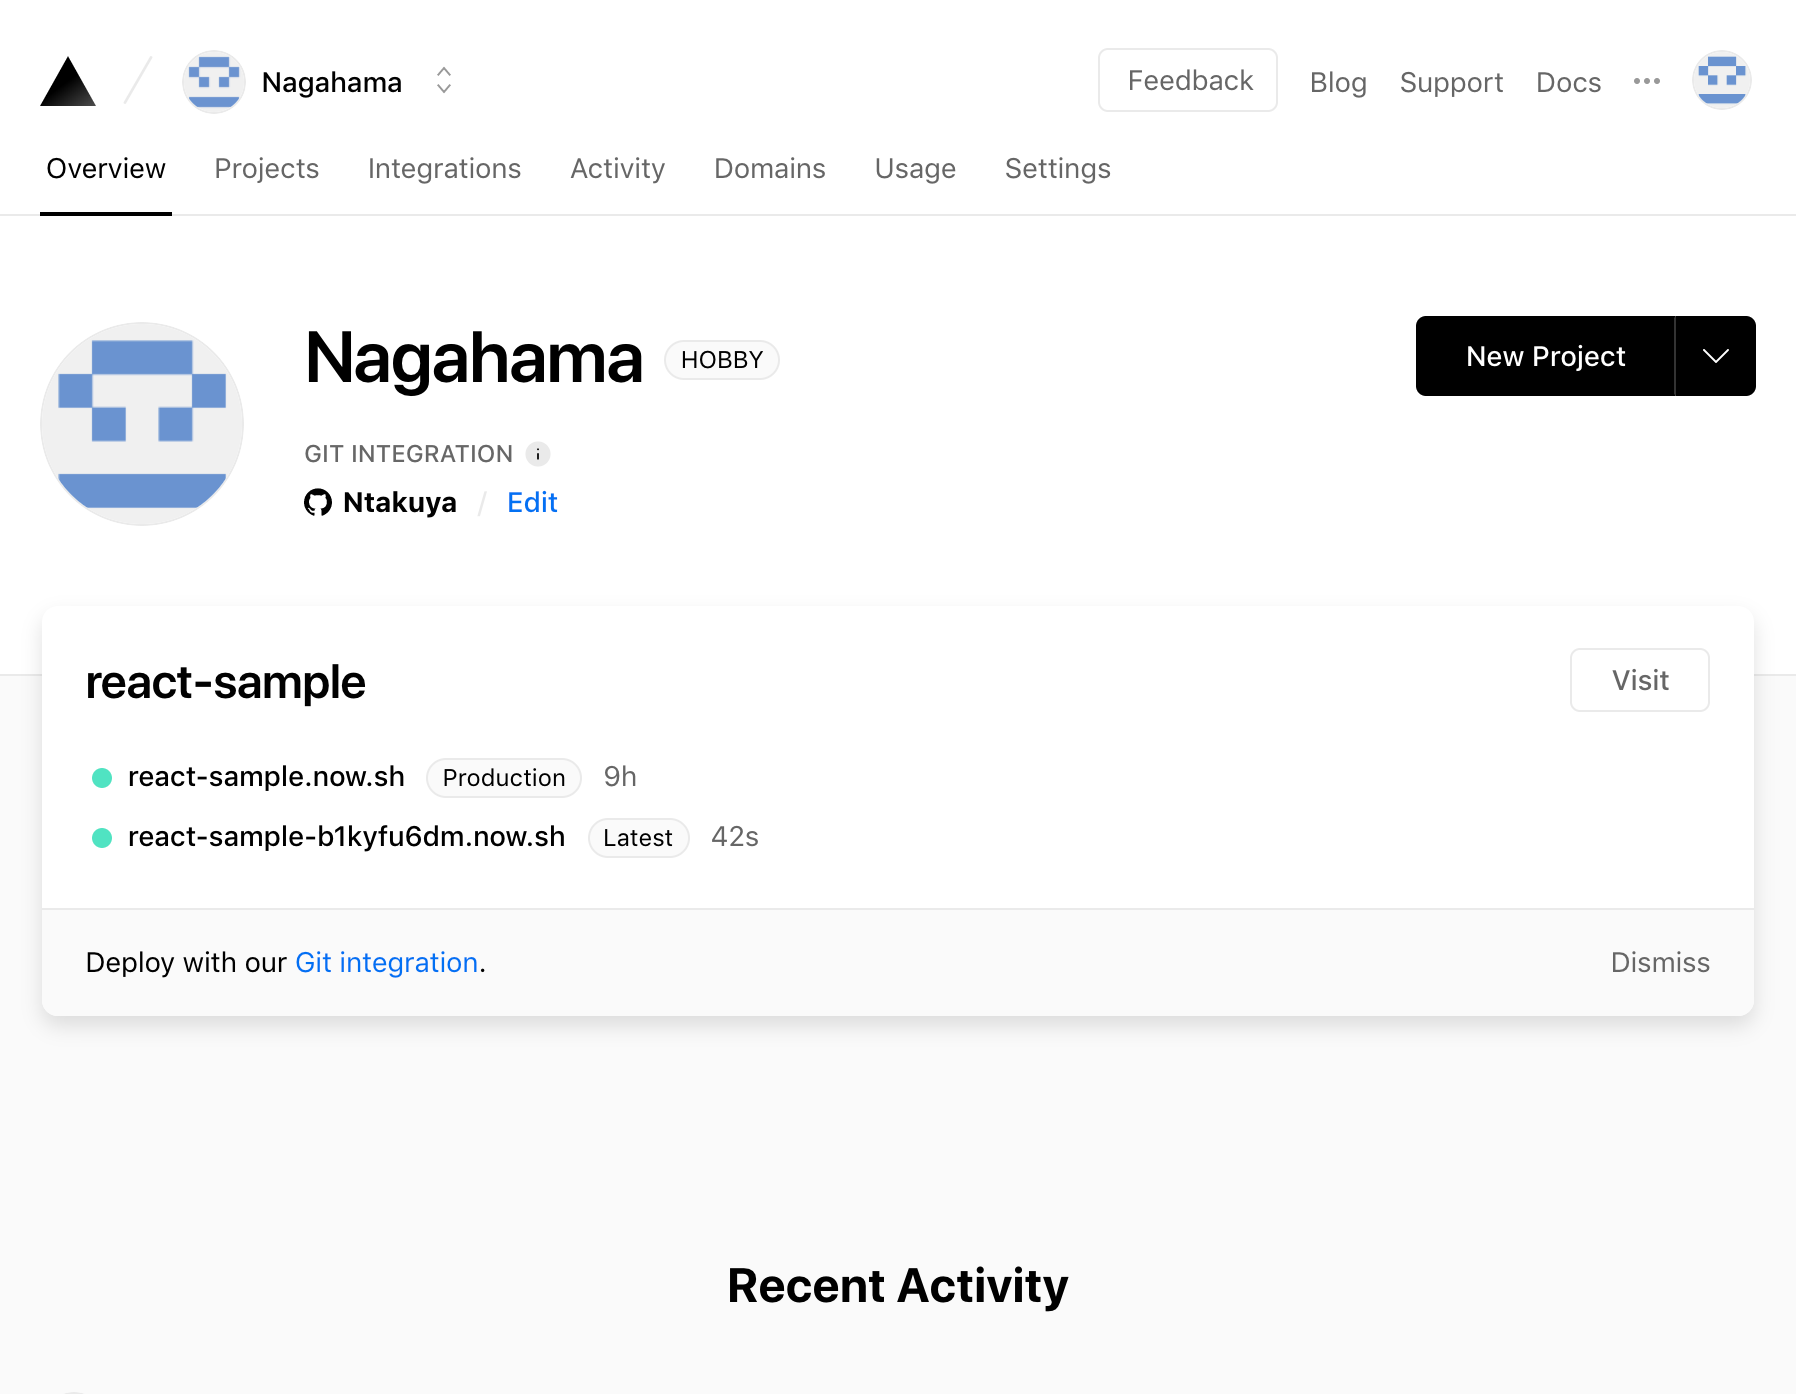 Nagahama
Feedback Blog Support Docs
Overview Projects Integrations Activity Domains Usage Settings
Nagahama HOBBY
New Project
GIT INTEGRATION i
Ntakuya / Edit
react-sample
Visit
react-sample.now.sh Production 9h
react-sample-b1kyfu6dm.now.sh Latest 42s
Deploy with our Git integration.
Dismiss
Recent Activity